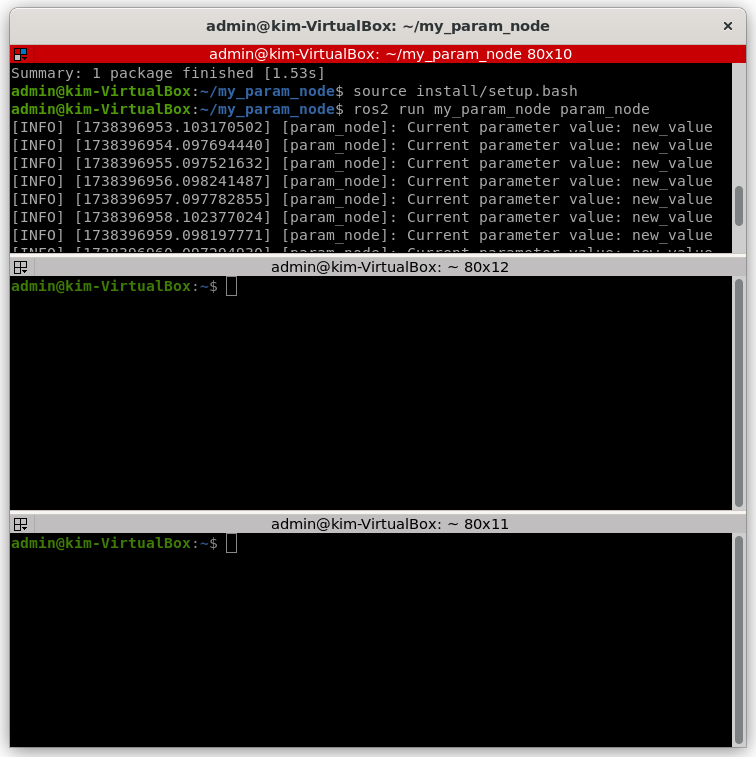 admin@kim-VirtualBox: ~/my_param_node
admin@kim-VirtualBox: ~/my_param_node 80x10
Summary: 1 package finished [1.53s]
admin@kim-VirtualBox:~/my_param_node$ source install/setup.bash
admin@kim-VirtualBox:~/my_param_node$ ros2 run my_param_node param_node
[INFO] [1738396953.103170502] [param_node]: Current parameter value: new_value
[INFO] [1738396954.097694440] [param_node]: Current parameter value: new_value
[INFO] [1738396955.097521632] [param_node]: Current parameter value: new_value
[INFO] [1738396956.098241487] [param_node]: Current parameter value: new_value
[INFO] [1738396957.097782855] [param_node]: Current parameter value: new_value
[INFO] [1738396958.102377024] [param_node]: Current parameter value: new_value
[INFO] [1738396959.098197771] [param_node]: Current parameter value: new_value
admin@kim-VirtualBox: ~ 80x12
admin@kim-VirtualBox:~$
admin@kim-VirtualBox: ~ 80x11
admin@kim-VirtualBox:~$